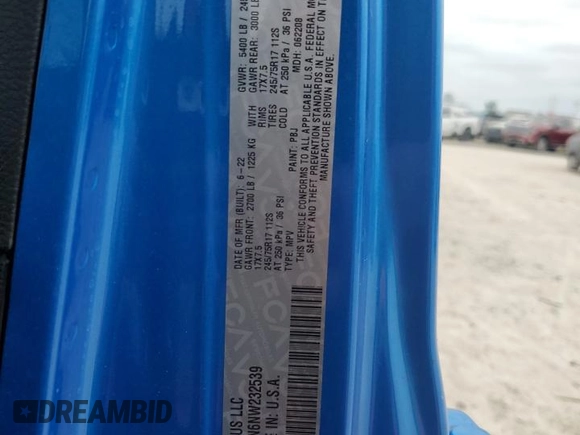 US LLC
DATE OF MFR (BUILT): 6-22 GVWR: 5400 LB / 24
GAWR FRONT: 2700 LB / 1225 KG WITH GAWR REAR: 3000 LB
17X7.5 RIMS 17X7.5
245/75R17 112S TIRES 245/75R17 112S
AT 250 kPa / 36 PSI COLD AT 250 kPa / 36 PSI
TYPE: MPV PAINT: PBJ MDH: 062208
THIS VEHICLE CONFORMS TO ALL APPLICABLE U.S.A. FEDERAL M
SAFETY AND THEFT PREVENTION STANDARDS IN EFFECT ON T
MANUFACTURE SHOWN ABOVE.
6NW232539
E IN: U.S.A.